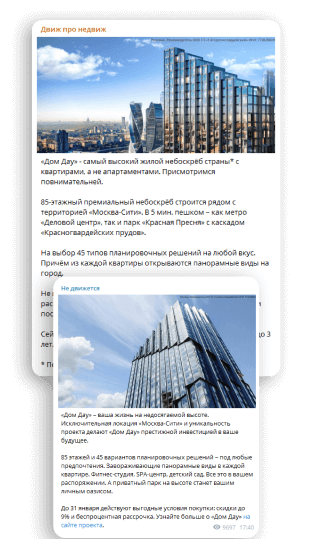 Движ про недвиж
«Дом Дау» - самый высокий жилой небоскрёб страны* с
квартирами, а не апартаментами. Присмотримся
повнимательней.
85-этажный премиальный небоскрёб строится рядом с
территорией «Москва-Сити». В 5 мин. пешком – как метро
«Деловой центр», так и парк «Красная Пресня» с каскадом
«Красногвардейских прудов».
На выбор 45 типов планировочных решений на любой вкус.
Причём из каждой квартиры открываются панорамные виды на
город.
Не
рас
пос
Сей
до 3
лет.
Не движется
«Дом Дау» – ваша жизнь на недосягаемой высоте.
Исключительная локация «Москва-Сити» и уникальность
проекта делают «Дом Дау» престижной инвестицией в ваше
будущее.
85 этажей и 45 вариантов планировочных решений – под любые
предпочтения. Завораживающие панорамные виды в каждой
квартире. Фитнес-студия, SPA-центр, детский сад. Все это в вашем
распоряжении. А приватный парк на высоте станет вашим
личным оазисом.
До 31 января действуют выгодные условия покупки: скидки до
9% и беспроцентная рассрочка. Узнайте больше о «Дом Дау» на
сайте проекта.
9997 17:40